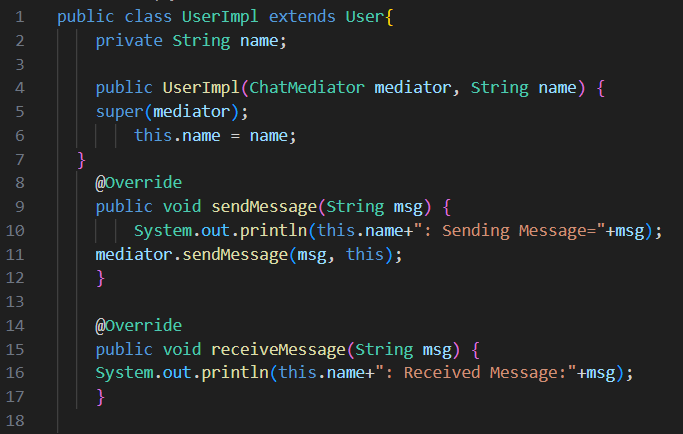 1 public class UserImpl extends User{
2 private String name;
3
4 public UserImpl(ChatMediator mediator, String name) {
5 super(mediator);
6 this.name = name;
7 }
8 @Override
9 public void sendMessage(String msg) {
10 System.out.println(this.name+": Sending Message="+msg);
11 mediator.sendMessage(msg, this);
12 }
13
14 @Override
15 public void receiveMessage(String msg) {
16 System.out.println(this.name+": Received Message:"+msg);
17 }
18